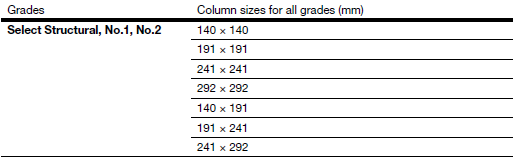 Grades Column sizes for all grades (mm)
Select Structural, No.1, No.2 140 × 140
191 × 191
241 × 241
292 × 292
140 × 191
191 × 241
241 × 292